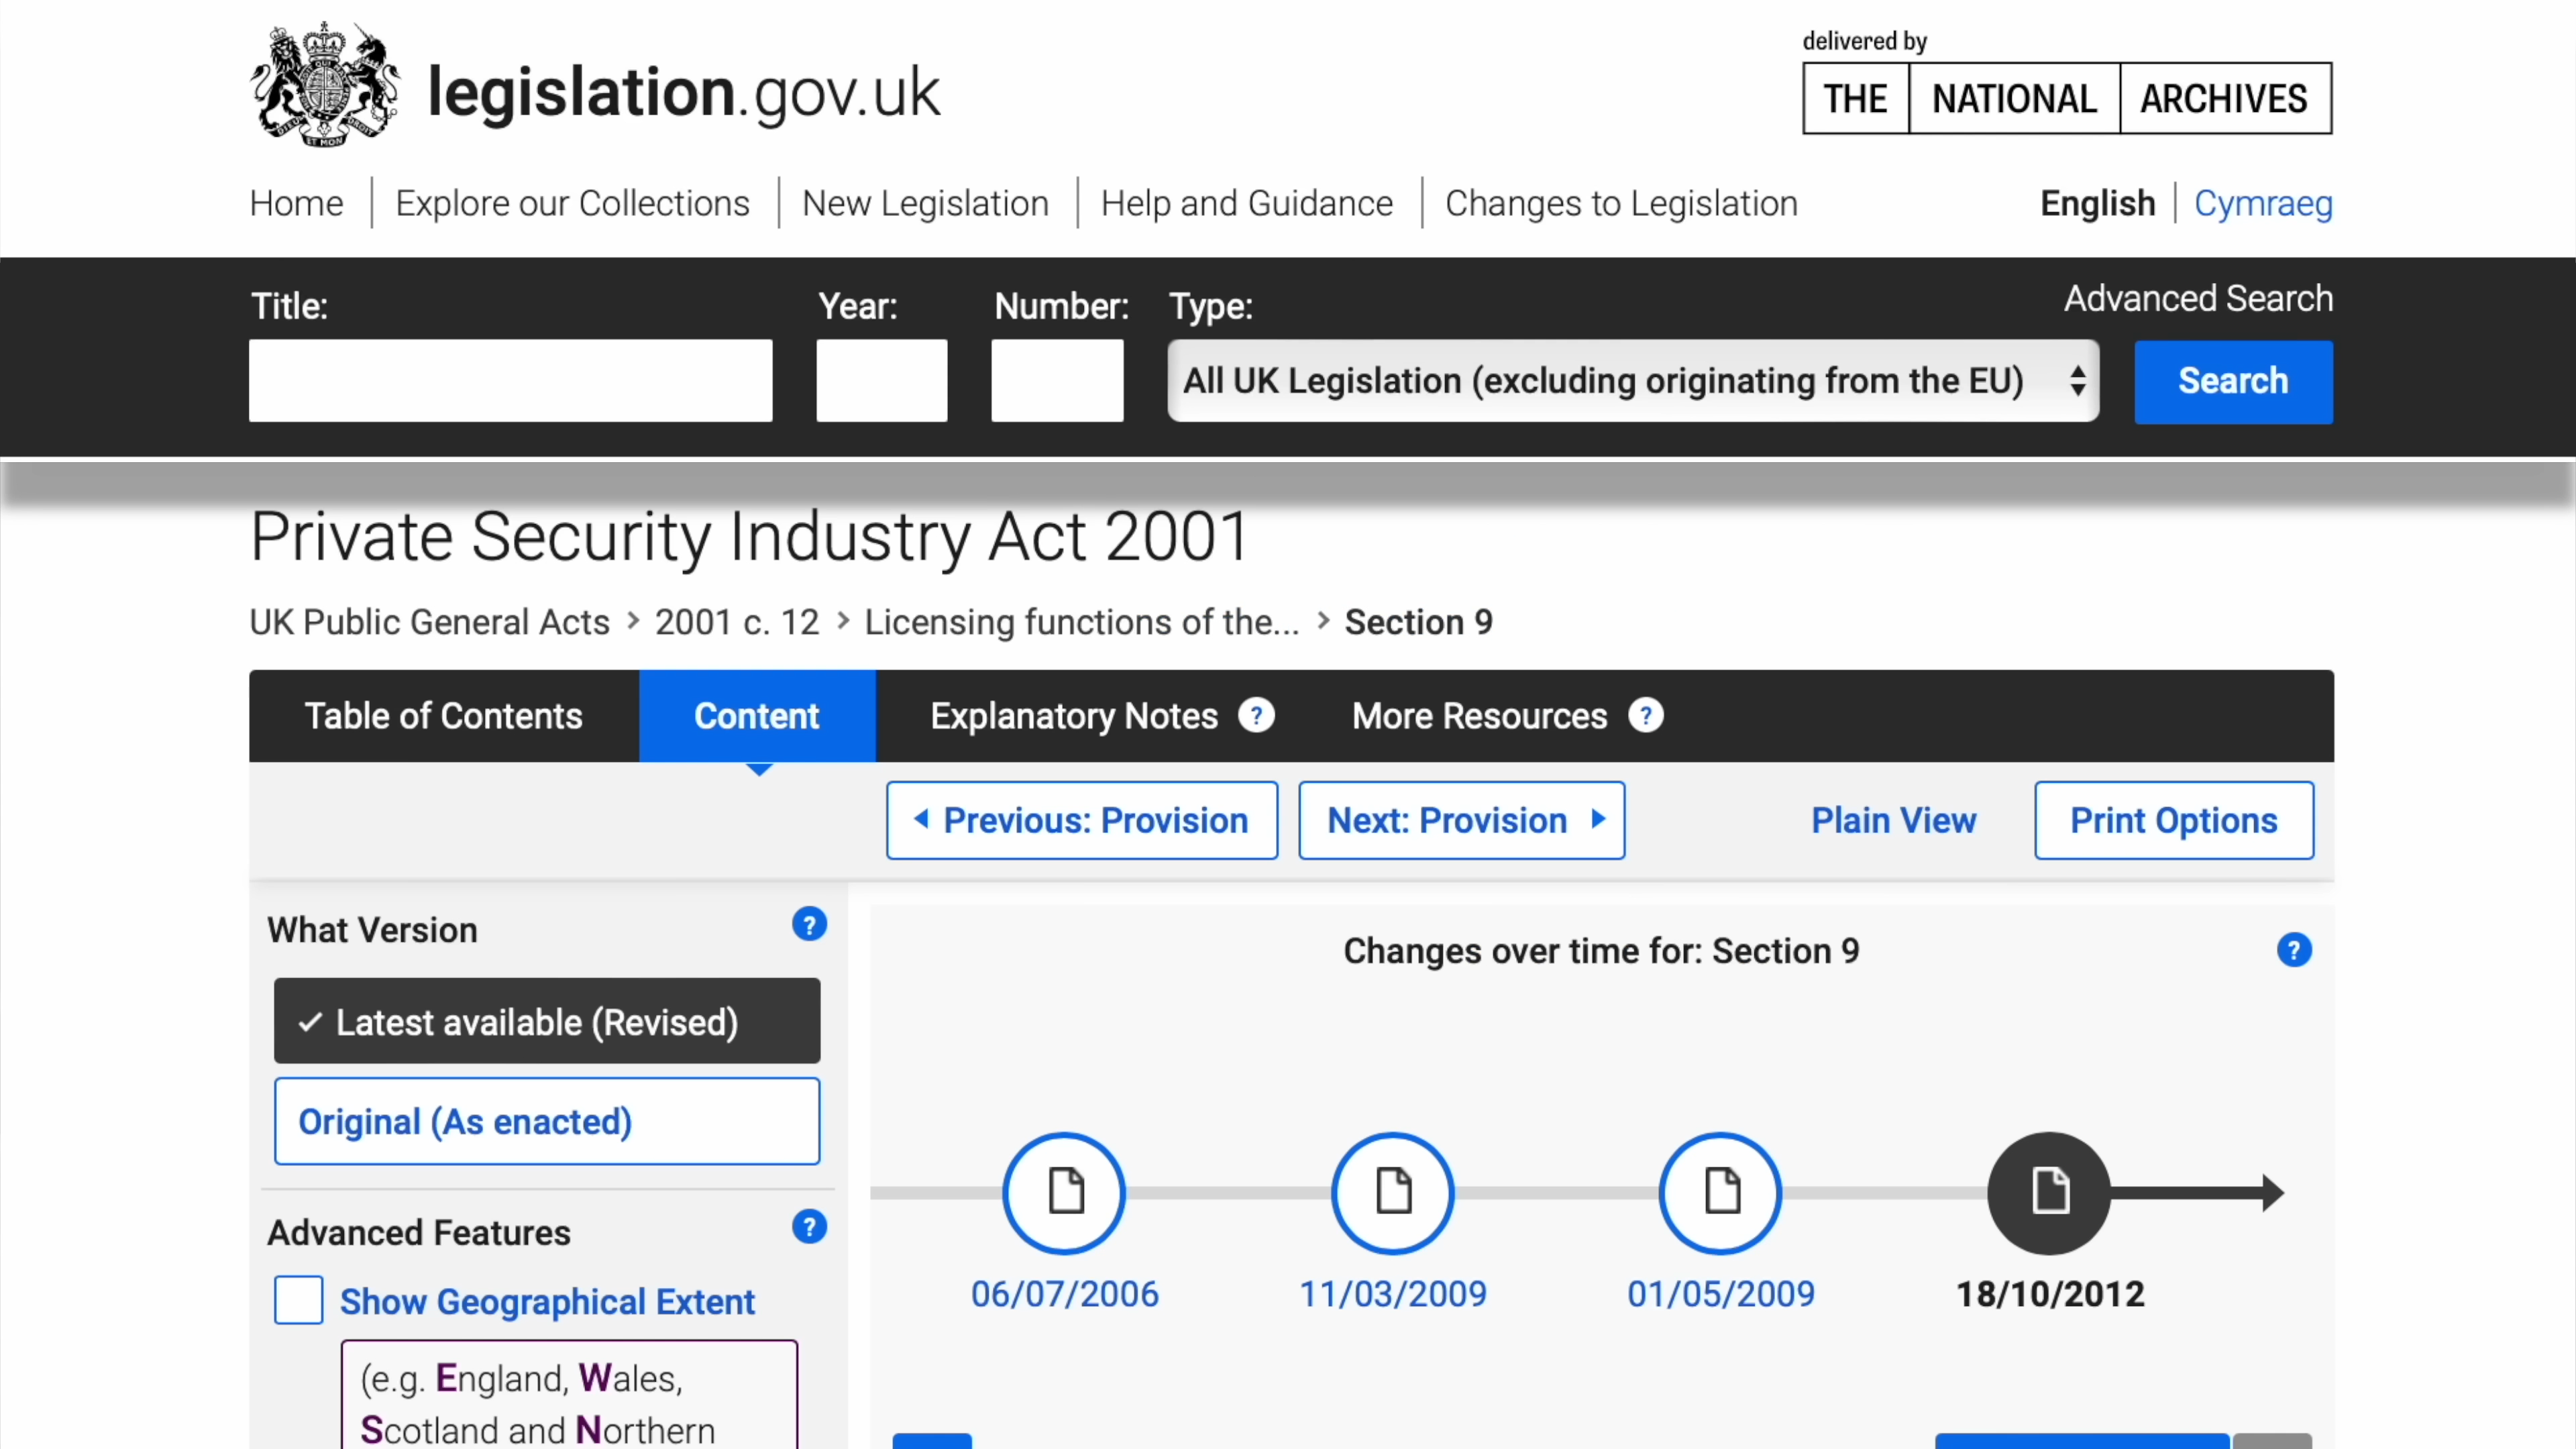 delivered by
legislation.gov.uk
THE NATIONAL ARCHIVES
DIEU ET MON DROIT
Home Explore our Collections New Legislation Help and Guidance Changes to Legislation English Cymraeg
Title: Year: Number: Type: Advanced Search
All UK Legislation (excluding originating from the EU) Search
Private Security Industry Act 2001
UK Public General Acts > 2001 c. 12 > Licensing functions of the... > Section 9
Table of Contents Content Explanatory Notes ? More Resources ?
Previous: Provision Next: Provision Plain View Print Options
What Version ?
✓ Latest available (Revised)
Original (As enacted)
Advanced Features ?
Show Geographical Extent
(e.g. England, Wales,
Scotland and Northern
Changes over time for: Section 9 ?
06/07/2006 11/03/2009 01/05/2009 18/10/2012